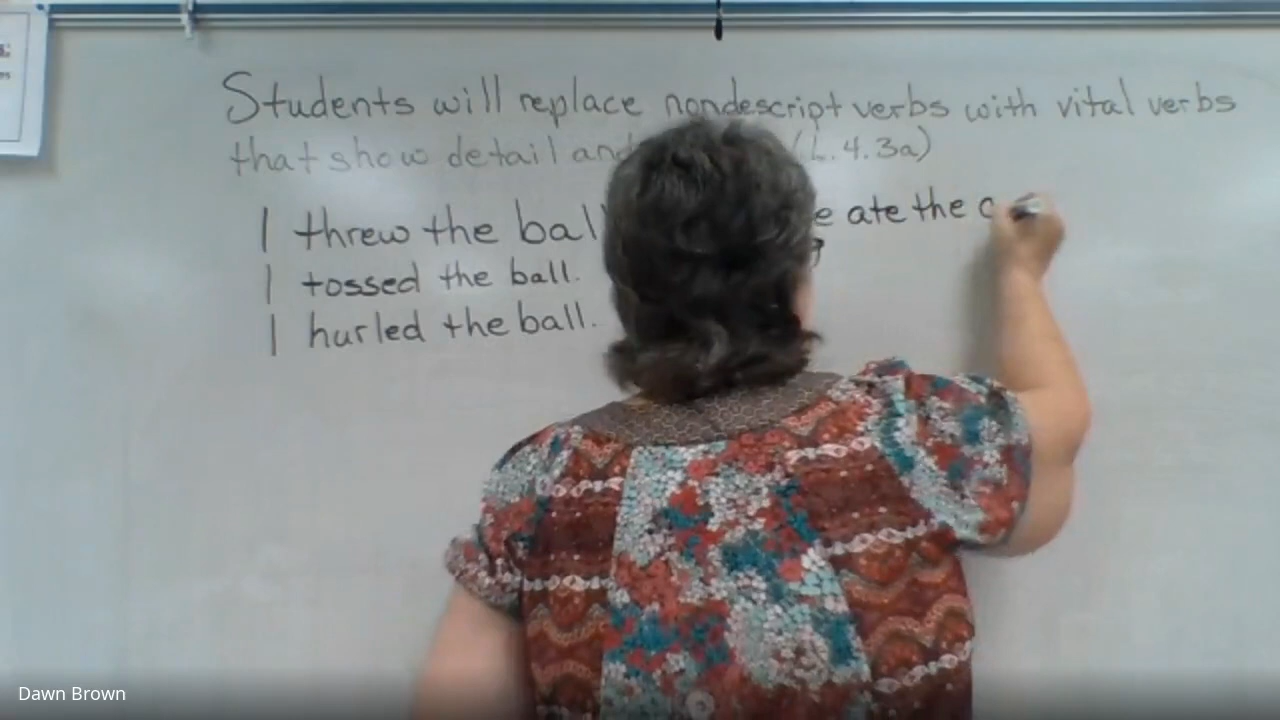 Students will replace nondescript verbs with vital verbs
that show detail and (L.4.3a)
I threw the ball
ate the
I tossed the ball.
I hurled the ball.
Dawn Brown